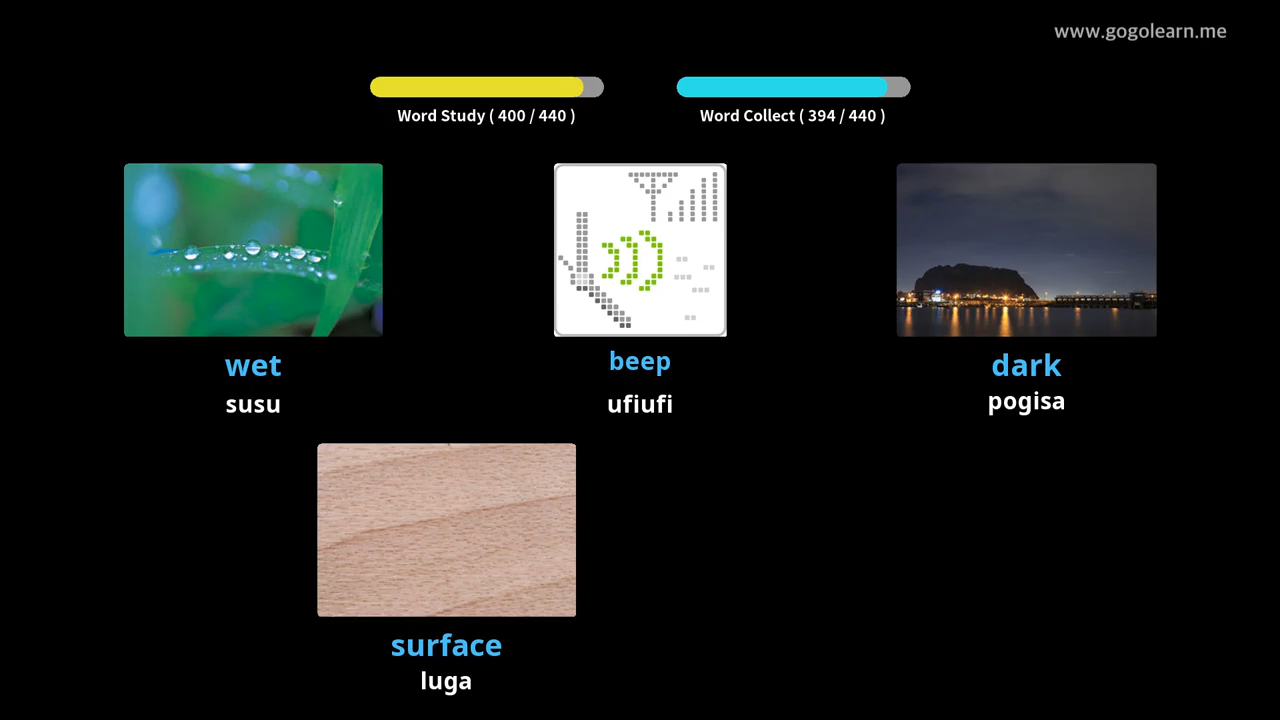 www.gogolearn.me
Word Study ( 400 / 440 )
Word Collect ( 394 / 440 )
wet
susu
beep
ufiufi
dark
pogisa
surface
luga